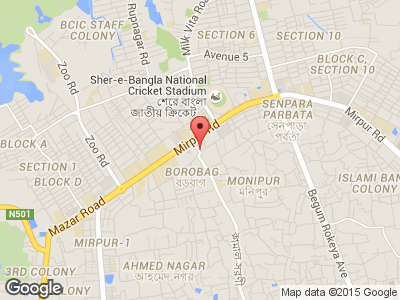 BCIC STAFF
COLONY
Rupnagar Rd
Milk Vita Road
SECTION 6
SECTION 10
Avenue 5
BLOCK C,
SECTION 10
Zoo Rd
Sher-e-Bangla National
Cricket Stadium
শেরে বাংলা
জাতীয় ক্রিকেট
SENPARA
PARBATA
সেনপাড়া
পর্বতা
Mirpur Rd
Mirpur Rd
BLOCK A
SECTION 1
BLOCK D
Zoo Rd
BOROBAG
বড়বাগ
MONIPUR
মনিপুর
ISLAMI BANK
COLONY
Begum Rokeya Ave
N501
Mazar Road
MIRPUR-1
কামাল সরণী
3RD COLONY
AHMED NAGAR
আহমেদ নগর
Google
Map data ©2015 Google